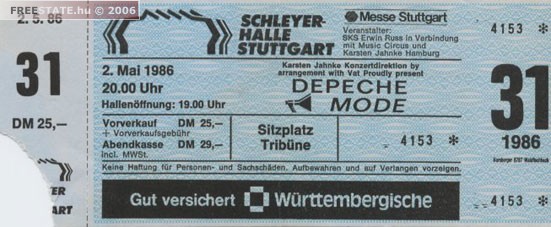 FREESTATE.hu © 2006
2.5.86
31
DM 25,—
YER
ART
SCHLEYER-
HALLE
STUTTGART
Messe Stuttgart
Veranstalter:
SKS Erwin Russ in Verbindung
mit Music Circus und
Karsten Jahnke Hamburg
4153 *
2. Mai 1986
20.00 Uhr
Hallenöffnung: 19.00 Uhr
Karsten Jahnke Konzertdirektion by
arrangement with Vat Proudly present
DEPECHE
MODE
31
1986
Vorverkauf DM 25,—
+ Vorverkaufsgebühr
Abendkasse DM 29,—
incl. MWSt.
Sitzplatz
Tribüne
4153 *
Keine Haftung für Personen- und Sachschäden. Aufbewahren und auf Verlangen vorzeigen.
Gut versichert Württembergische
4153 *